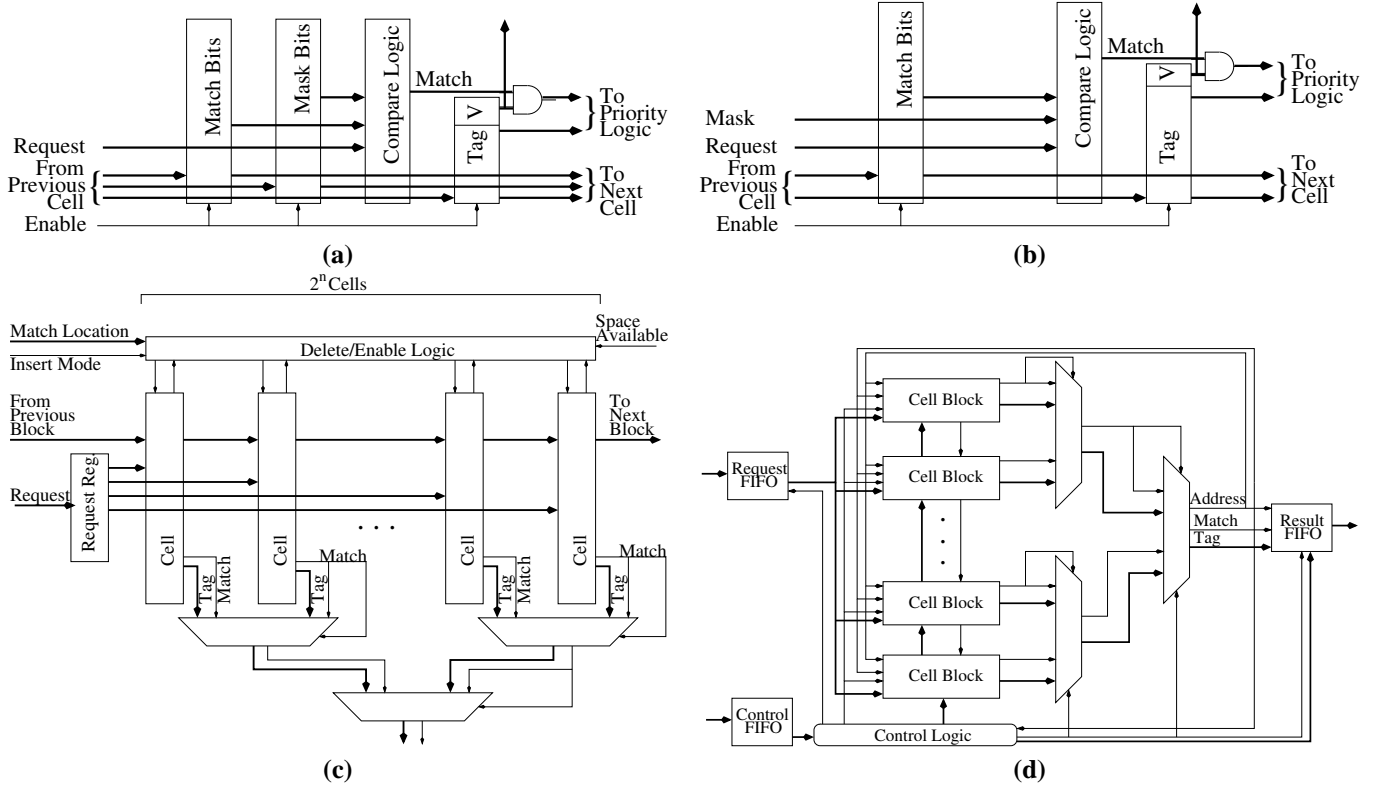 Match Bits
Mask Bits
Compare Logic
Match
V
Tag
To
Priority
Logic
Request
From
Previous
Cell
To
Next
Cell
Enable
(a)
Match Bits
Compare Logic
Match
V
Tag
To
Priority
Logic
Mask
Request
From
Previous
Cell
To
Next
Cell
Enable
(b)
2^n Cells
Match Location
Insert Mode
Delete/Enable Logic
Space
Available
From
Previous
Block
To
Next
Block
Request
Request Reg.
Cell
Cell
Cell
Cell
. . .
Tag
Match
Tag
Match
Tag
Match
Tag
Match
(c)
Cell Block
Cell Block
Cell Block
Cell Block
Request
FIFO
Address
Match
Tag
Result
FIFO
Control
FIFO
Control Logic
(d)